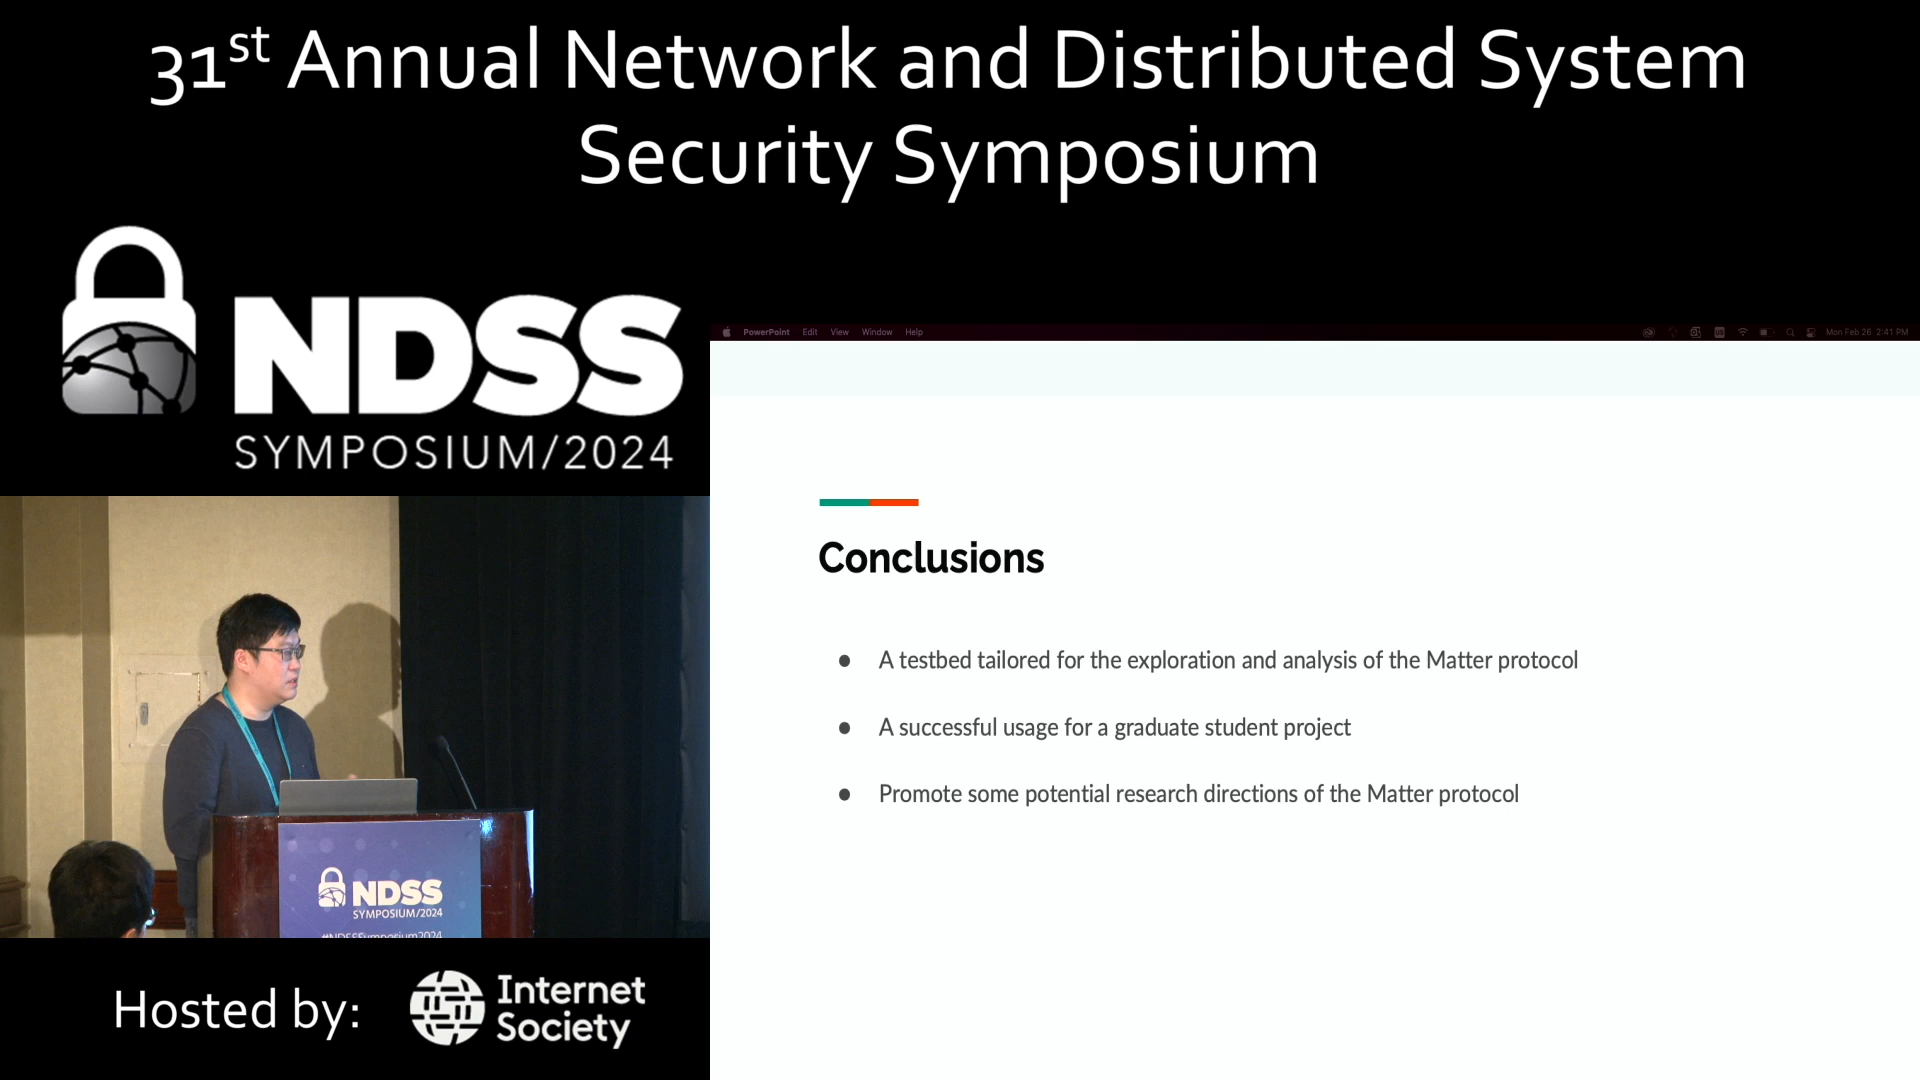 31st Annual Network and Distributed System
Security Symposium
NDSS
SYMPOSIUM/2024
PowerPoint Edit View Window Help
Mon Feb 26 2:41 PM
Conclusions
● A testbed tailored for the exploration and analysis of the Matter protocol
● A successful usage for a graduate student project
● Promote some potential research directions of the Matter protocol
NDSS
SYMPOSIUM/2024
#NDSSymposium2024
Hosted by:
Internet
Society